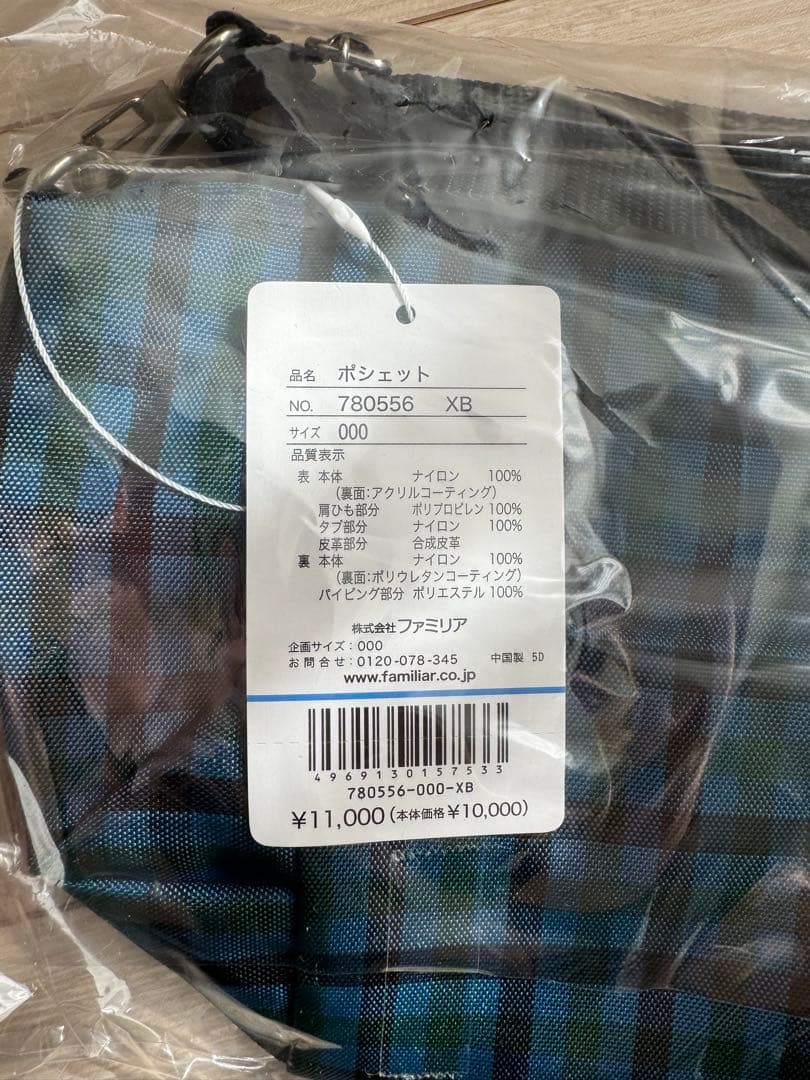 品名 ポシェット
NO. 780556 XB
サイズ 000
品質表示
表 本体 ナイロン 100%
(裏面:アクリルコーティング)
肩ひも部分 ポリプロピレン 100%
タブ部分 ナイロン 100%
皮革部分 合成皮革
裏 本体 ナイロン 100%
(裏面:ポリウレタンコーティング)
パイピング部分 ポリエステル 100%
株式会社ファミリア
企画サイズ:000
お問合せ:0120-078-345 中国製 5D
www.familiar.co.jp
4969130157533
780556-000-XB
¥11,000(本体価格¥10,000)